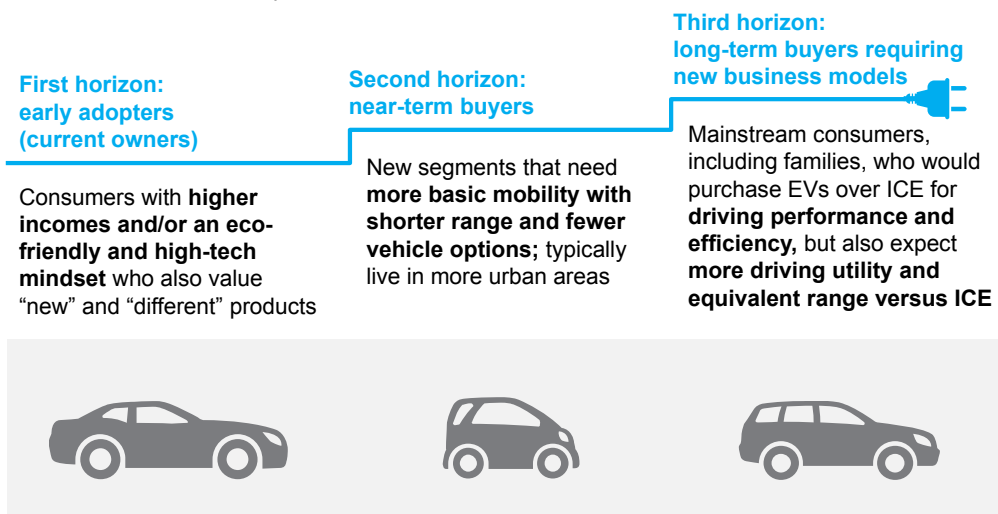 First horizon:
early adopters
(current owners)
Consumers with higher
incomes and/or an eco-
friendly and high-tech
mindset who also value
“new” and “different” products
Second horizon:
near-term buyers
New segments that need
more basic mobility with
shorter range and fewer
vehicle options; typically
live in more urban areas
Third horizon:
long-term buyers requiring
new business models
Mainstream consumers,
including families, who would
purchase EVs over ICE for
driving performance and
efficiency, but also expect
more driving utility and
equivalent range versus ICE